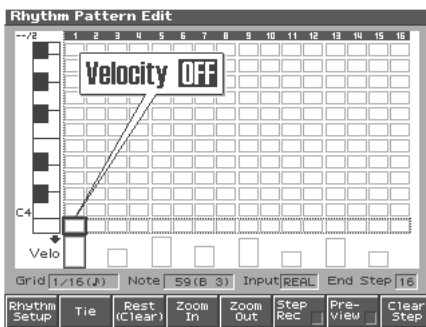 Rhythm Pattern Edit
--/2 1 2 3 4 5 6 7 8 9 10 11 12 13 14 15 16
Velocity OFF
C4
Velo
Grid 1/16(♪) Note 59(B 3) Input REAL End Step 16
Rhythm Setup Tie Rest (Clear) Zoom In Zoom Out Step Rec Pre-view Clear Step